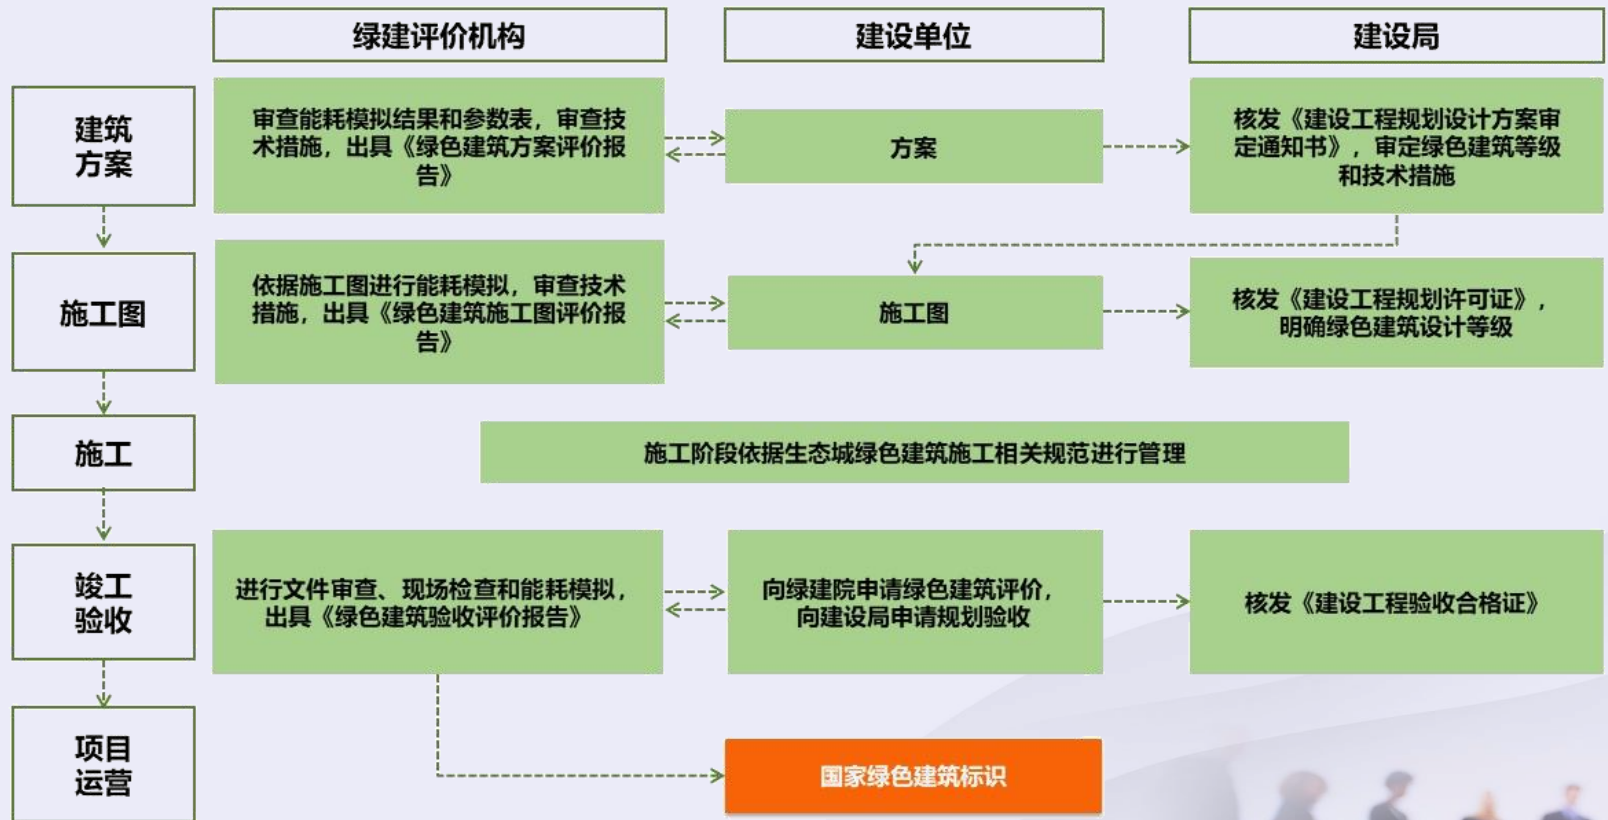 绿建评价机构
建设单位
建设局
建筑
方案
审查能耗模拟结果和参数表，审查技
术措施，出具《绿色建筑方案评价报
告》
方案
核发《建设工程规划设计方案审
定通知书》，审定绿色建筑等级
和技术措施
施工图
依据施工图进行能耗模拟，审查技术
措施，出具《绿色建筑施工图评价报
告》
施工图
核发《建设工程规划许可证》，
明确绿色建筑设计等级
施工
施工阶段依据生态城绿色建筑施工相关规范进行管理
竣工
验收
进行文件审查、现场检查和能耗模拟，
出具《绿色建筑验收评价报告》
向绿建院申请绿色建筑评价，
向建设局申请规划验收
核发《建设工程验收合格证》
项目
运营
国家绿色建筑标识